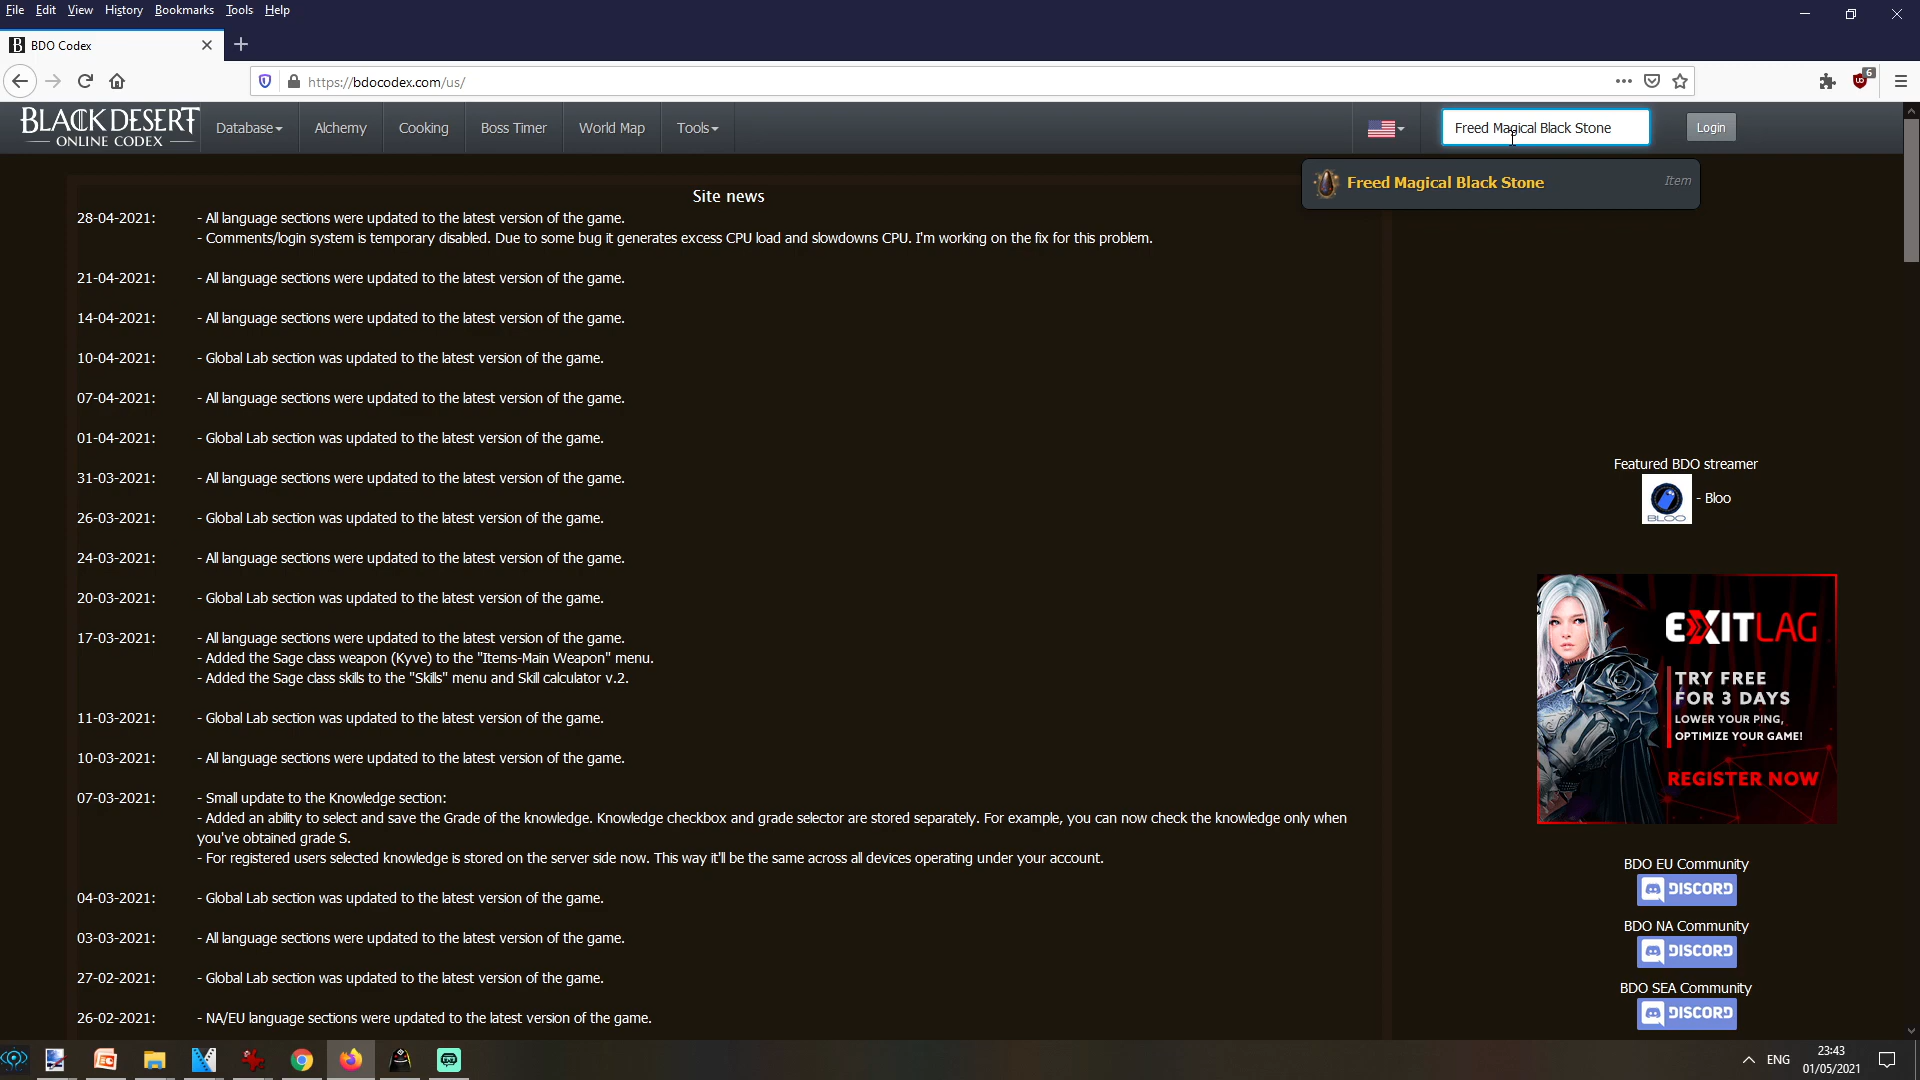 File Edit View History Bookmarks Tools Help
B BDO Codex
https://bdocodex.com/us/
6
BLACK DESERT
ONLINE CODEX
Database Alchemy Cooking Boss Timer World Map Tools
Freed Magical Black Stone
Login
Freed Magical Black Stone Item
Site news
28-04-2021: - All language sections were updated to the latest version of the game.
- Comments/login system is temporary disabled. Due to some bug it generates excess CPU load and slowdowns CPU. I'm working on the fix for this problem.
21-04-2021: - All language sections were updated to the latest version of the game.
14-04-2021: - All language sections were updated to the latest version of the game.
10-04-2021: - Global Lab section was updated to the latest version of the game.
07-04-2021: - All language sections were updated to the latest version of the game.
01-04-2021: - Global Lab section was updated to the latest version of the game.
31-03-2021: - All language sections were updated to the latest version of the game.
26-03-2021: - Global Lab section was updated to the latest version of the game.
24-03-2021: - All language sections were updated to the latest version of the game.
20-03-2021: - Global Lab section was updated to the latest version of the game.
17-03-2021: - All language sections were updated to the latest version of the game.
- Added the Sage class weapon (Kyve) to the "Items-Main Weapon" menu.
- Added the Sage class skills to the "Skills" menu and Skill calculator v.2.
11-03-2021: - Global Lab section was updated to the latest version of the game.
10-03-2021: - All language sections were updated to the latest version of the game.
07-03-2021: - Small update to the Knowledge section:
- Added an ability to select and save the Grade of the knowledge. Knowledge checkbox and grade selector are stored separately. For example, you can now check the knowledge only when
you've obtained grade S.
- For registered users selected knowledge is stored on the server side now. This way it'll be the same across all devices operating under your account.
04-03-2021: - Global Lab section was updated to the latest version of the game.
03-03-2021: - All language sections were updated to the latest version of the game.
27-02-2021: - Global Lab section was updated to the latest version of the game.
26-02-2021: - NA/EU language sections were updated to the latest version of the game.
Featured BDO streamer
BLOO
- Bloo
EXITLAG
TRY FREE
FOR 3 DAYS
LOWER YOUR PING,
OPTIMIZE YOUR GAME!
REGISTER NOW
BDO EU Community
DISCORD
BDO NA Community
DISCORD
BDO SEA Community
DISCORD
ENG
23:43
01/05/2021